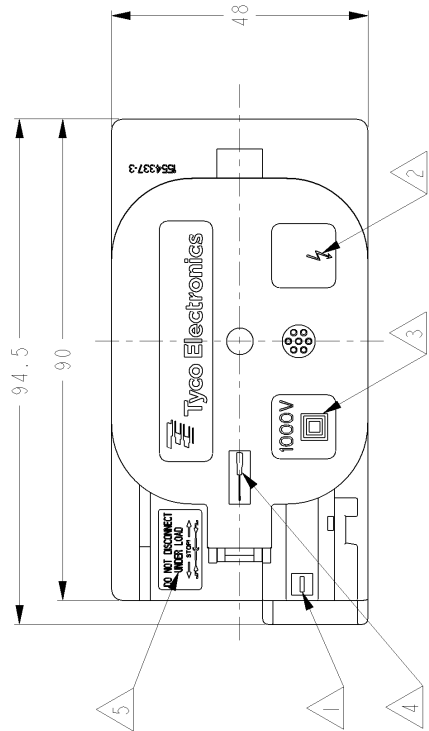 94.5
90
48
1554337-3
Tyco Electronics
DO NOT DISCONNECT
UNDER LOAD
STOP!
1000V
5
1
4
3
2